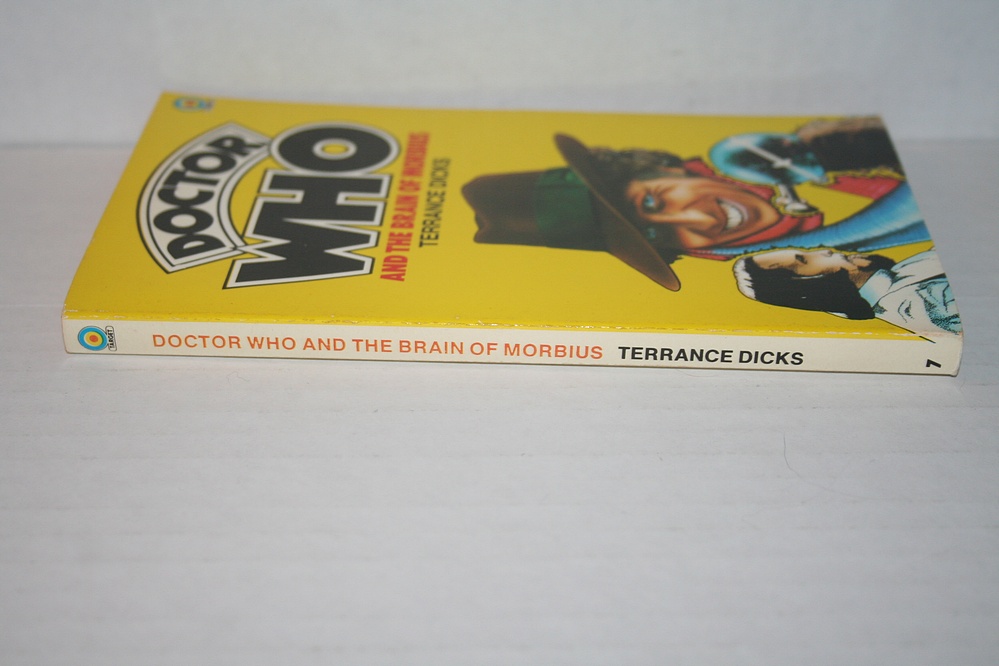 DOCTOR
WHO
AND THE BRAIN OF MORBIUS
TERRANCE DICKS
TARGET
DOCTOR WHO AND THE BRAIN OF MORBIUS TERRANCE DICKS
7